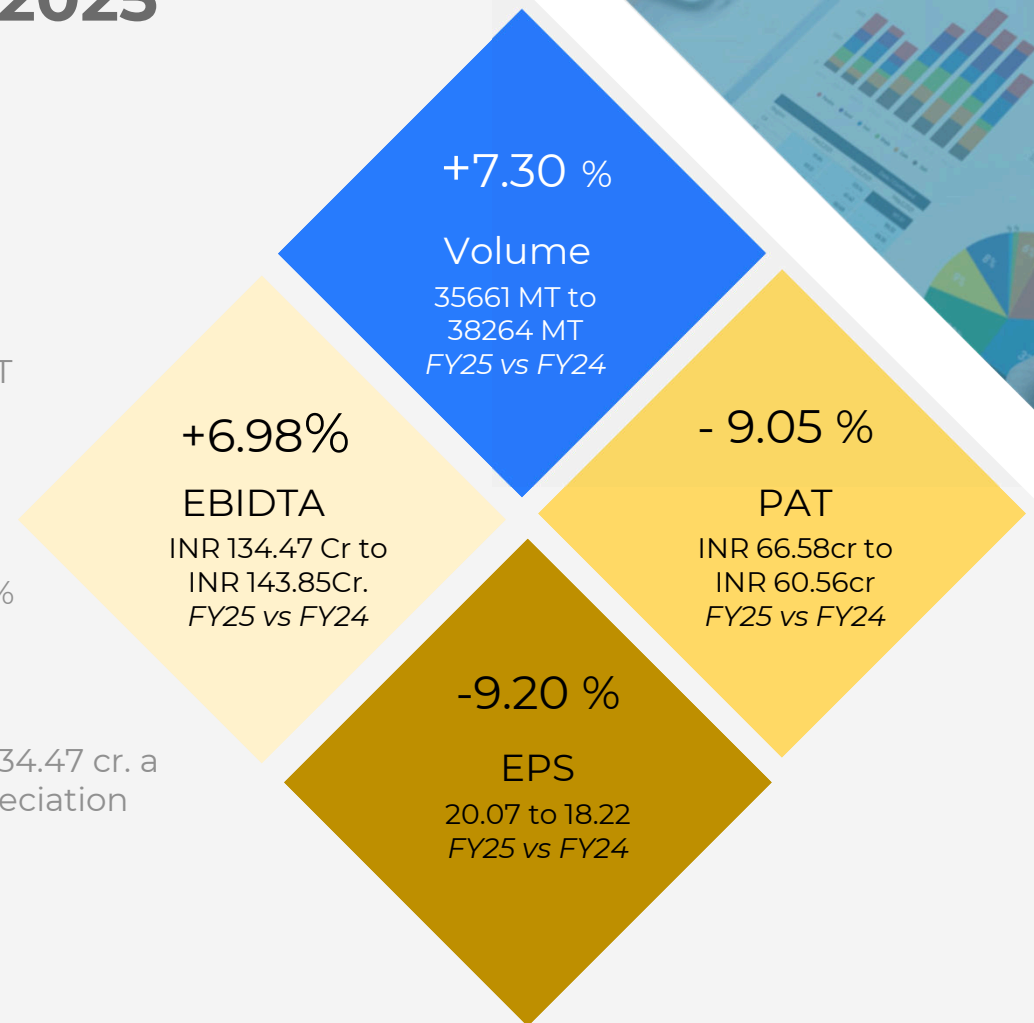 2025
+7.30 %
Volume
35661 MT to
38264 MT
FY25 vs FY24
T
+6.98%
EBIDTA
INR 134.47 Cr to
INR 143.85Cr.
FY25 vs FY24
- 9.05 %
PAT
INR 66.58cr to
INR 60.56cr
FY25 vs FY24
%
34.47 cr. a
eciation
-9.20 %
EPS
20.07 to 18.22
FY25 vs FY24